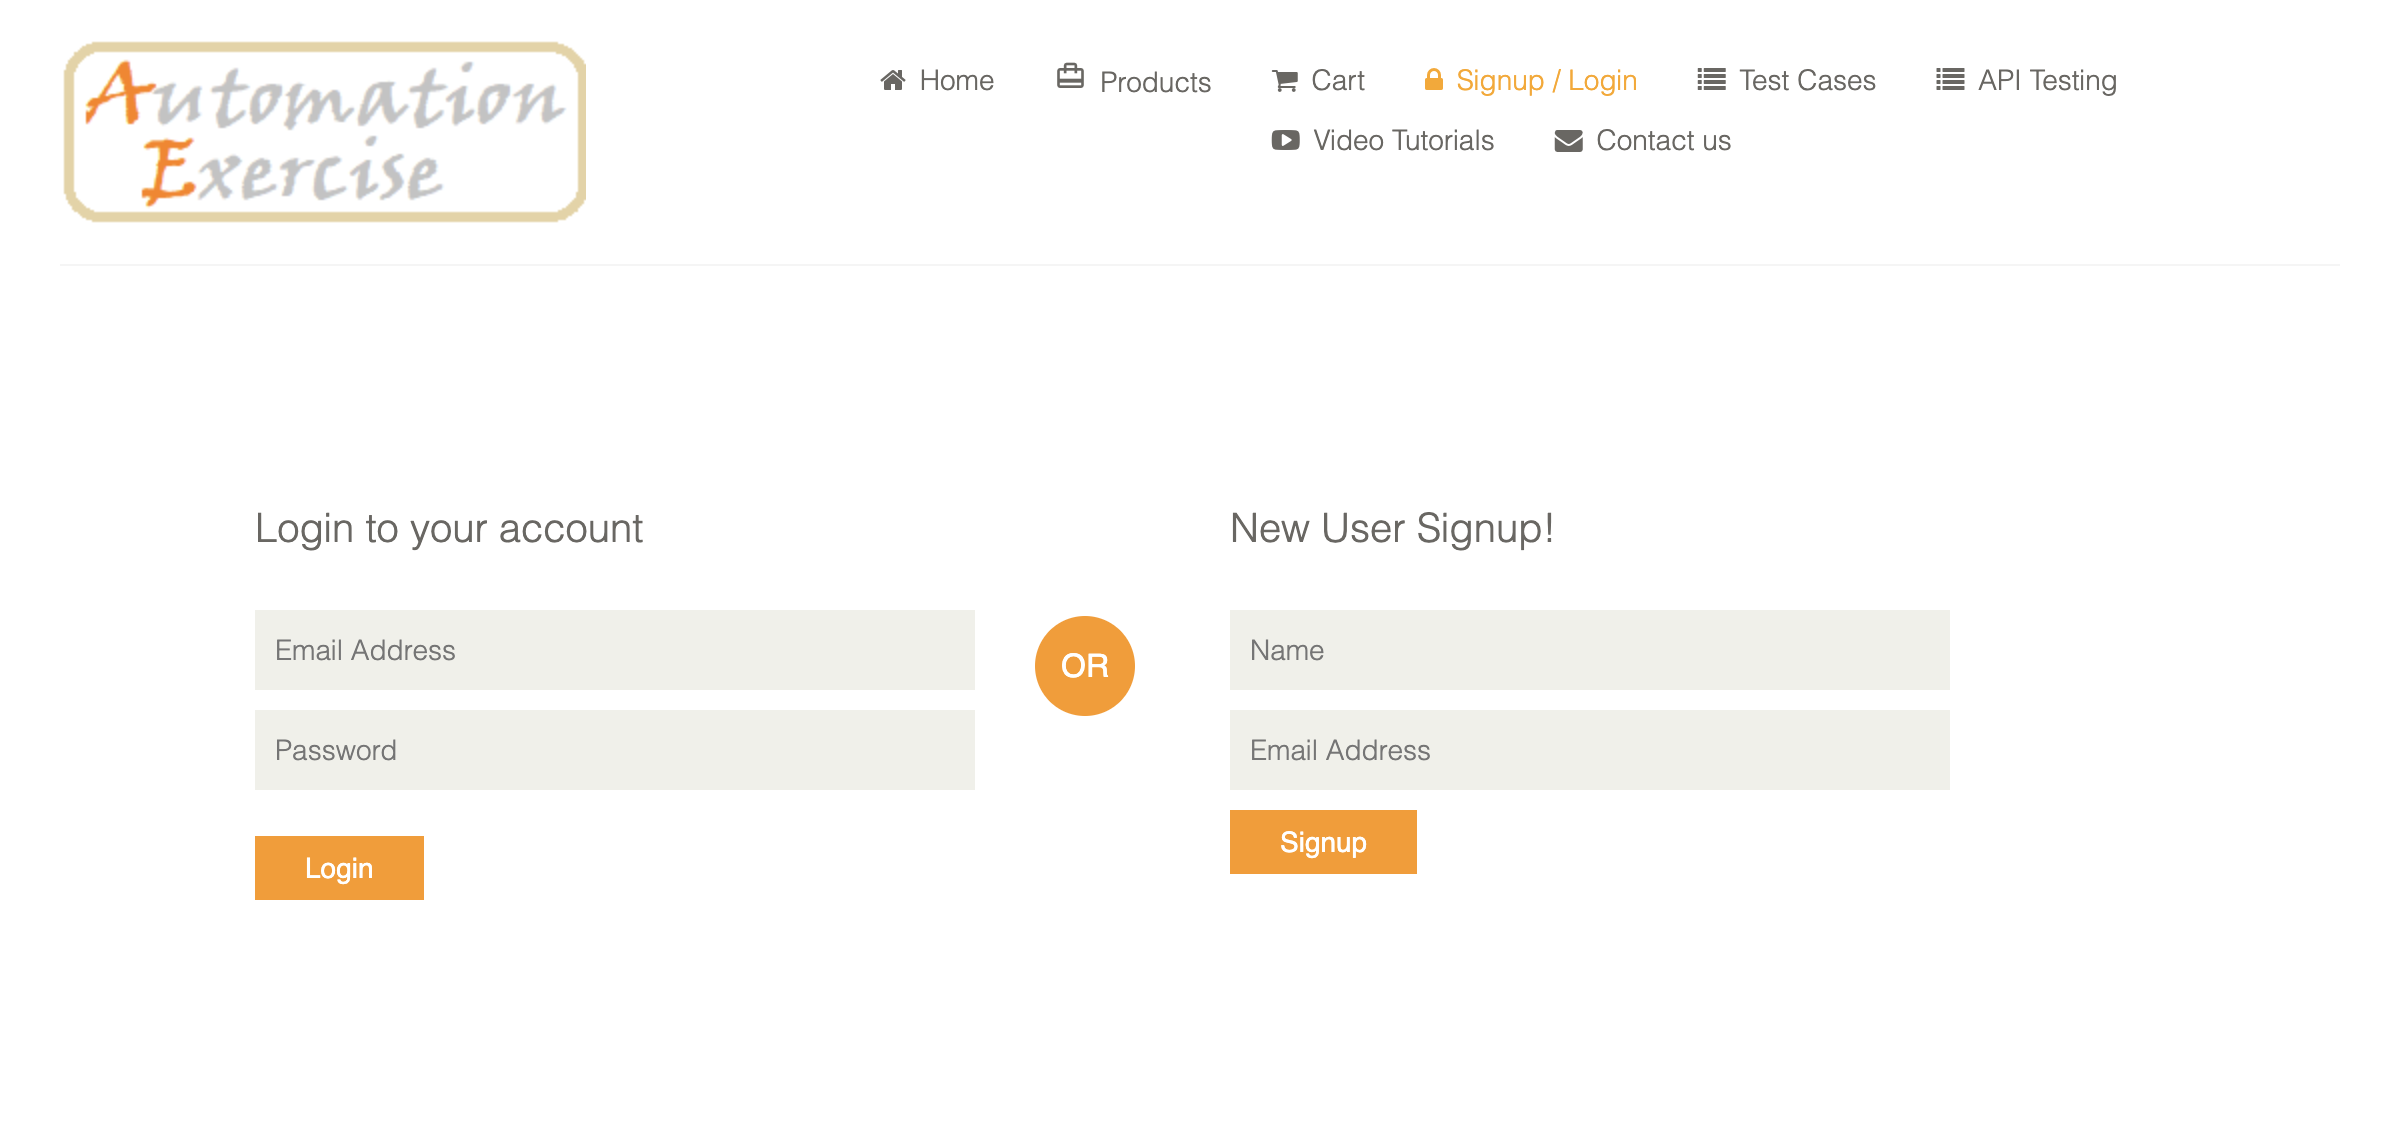 Automation
Exercise
Home Products Cart Signup / Login Test Cases API Testing
Video Tutorials Contact us
Login to your account
Email Address
Password
Login
OR
New User Signup!
Name
Email Address
Signup